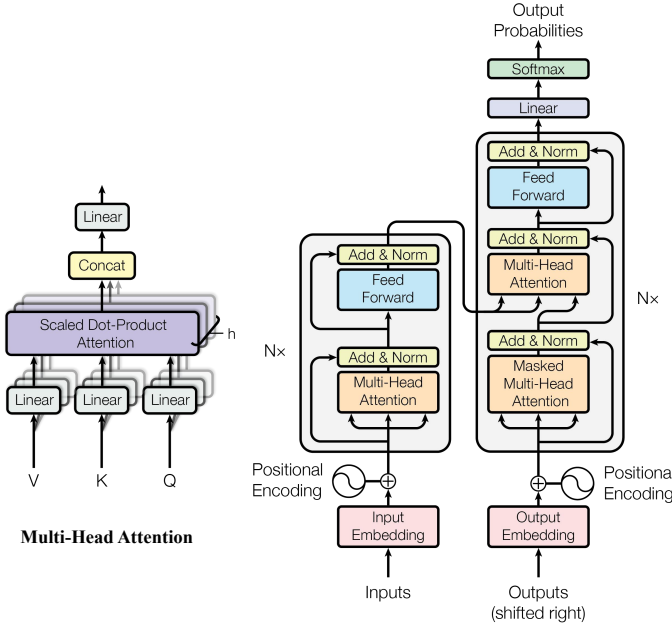 Output
Probabilities
Softmax
Linear
Add & Norm
Feed
Forward
Add & Norm
Multi-Head
Attention
Add & Norm
Masked
Multi-Head
Attention
N×
Positional
Encoding
Output
Embedding
Outputs
(shifted right)
Add & Norm
Feed
Forward
Add & Norm
Multi-Head
Attention
N×
Positional
Encoding
Input
Embedding
Inputs
Linear
Concat
Scaled Dot-Product
Attention
h
Linear
Linear
Linear
V
K
Q
Multi-Head Attention